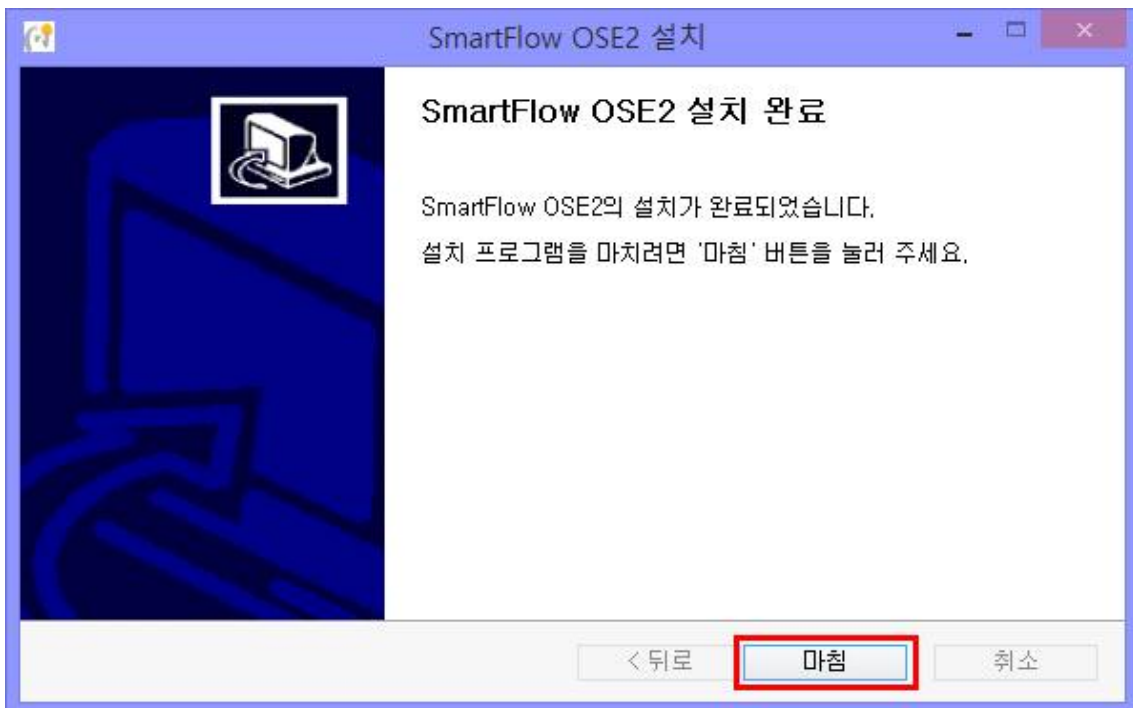 SmartFlow OSE2 설치
SmartFlow OSE2 설치 완료
SmartFlow OSE2의 설치가 완료되었습니다.
설치 프로그램을 마치려면 '마침' 버튼을 눌러 주세요.
< 뒤로 마침 취소